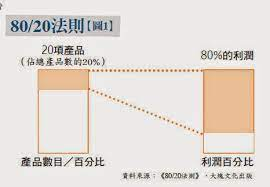 80/20法則【圖1】
20項產品
(佔總產品數的20%)
80%的利潤
產品數目／百分比
利潤百分比
資料來源：《80/20法則》，大塊文化出版